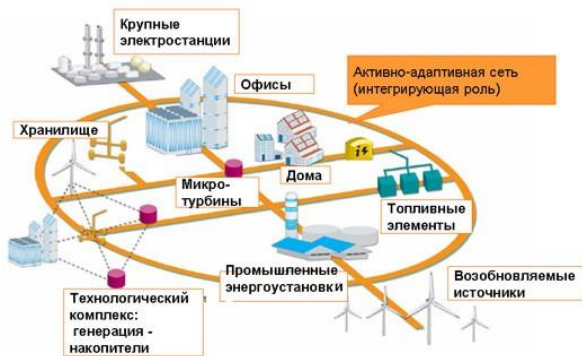 Крупные
электростанции
Активно-адаптивная сеть
(интегрирующая роль)
Офисы
Хранилище
Дома
Микро-
турбины
Топливные
элементы
Промышленные
энергоустановки
Возобновляемые
источники
Технологический
комплекс:
генерация -
накопители